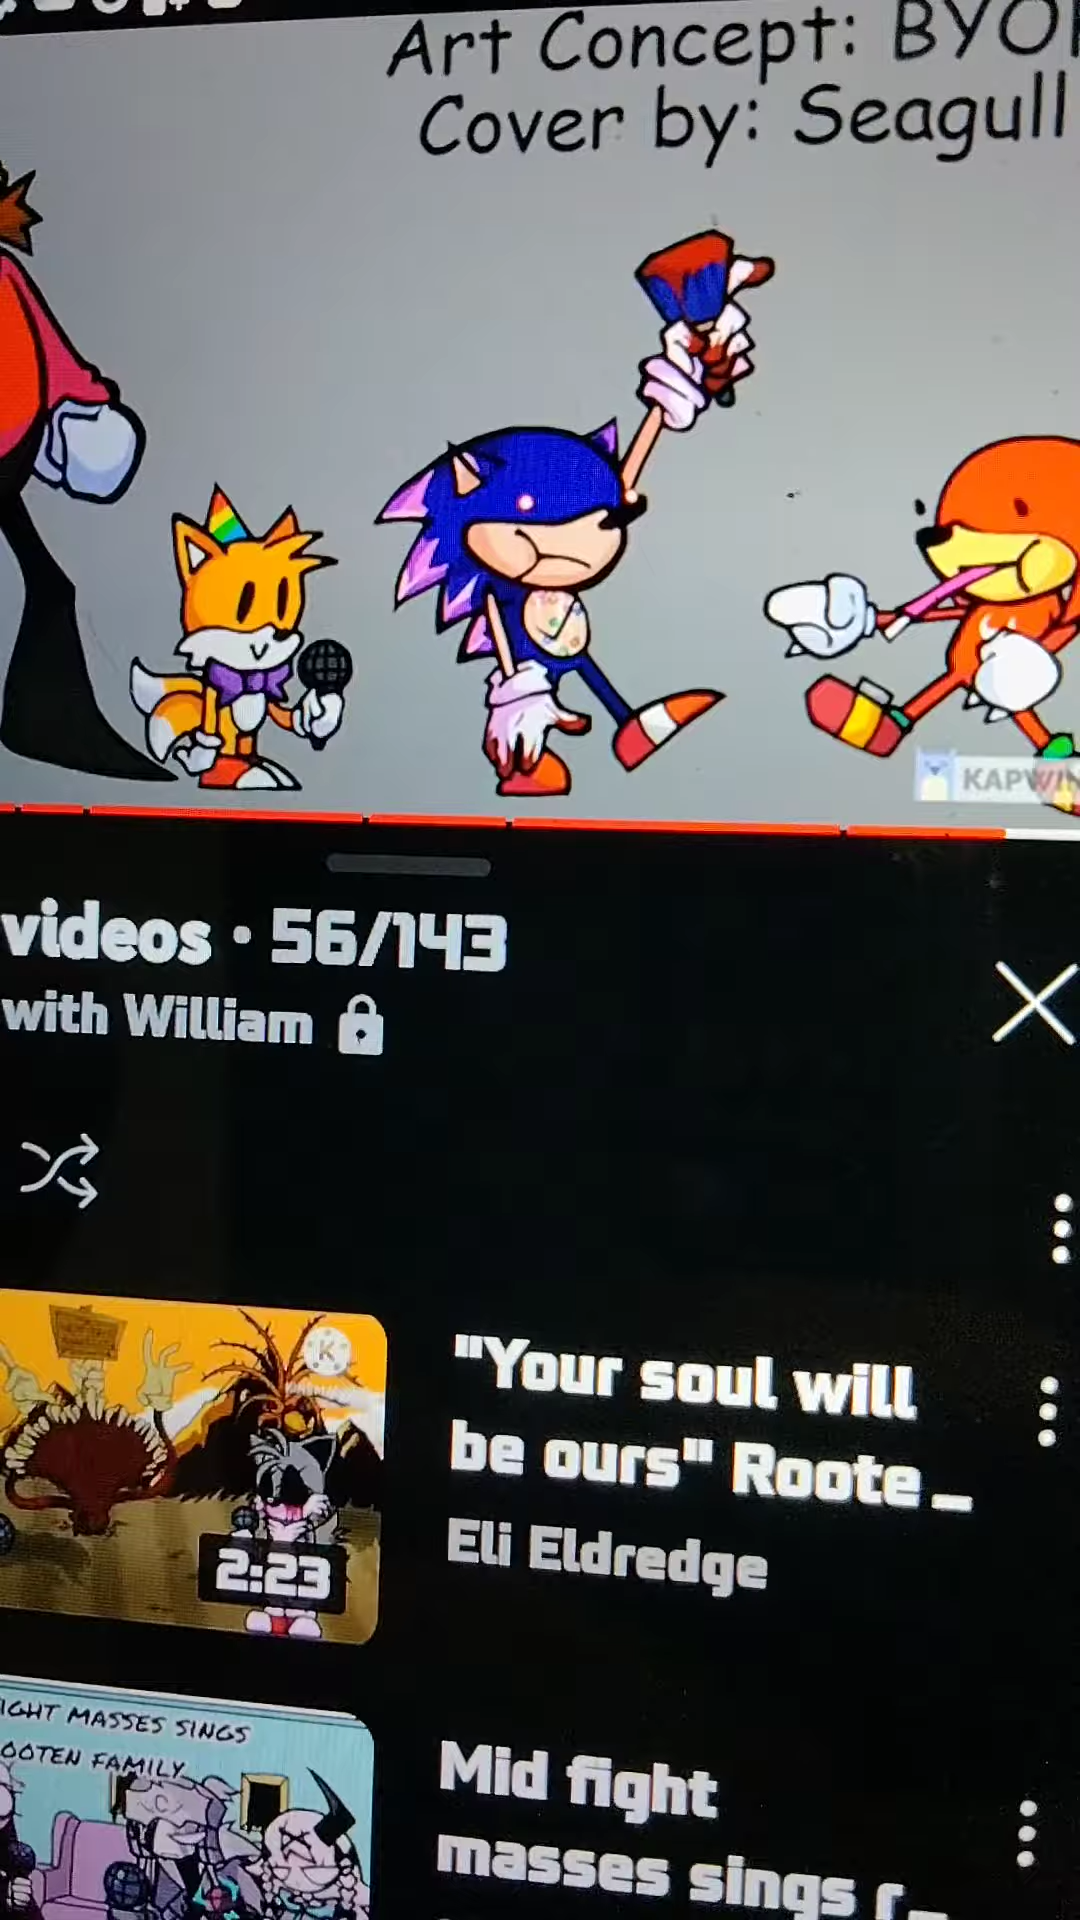 Art Concept: BYO
Cover by: Seagull
KAPWI
videos • 56/143
with William
K
"Your soul will
be ours" Roote...
Eli Eldredge
2:23
IGHT MASSES SINGS
OOTEN FAMILY
Mid fight
masses sings r...